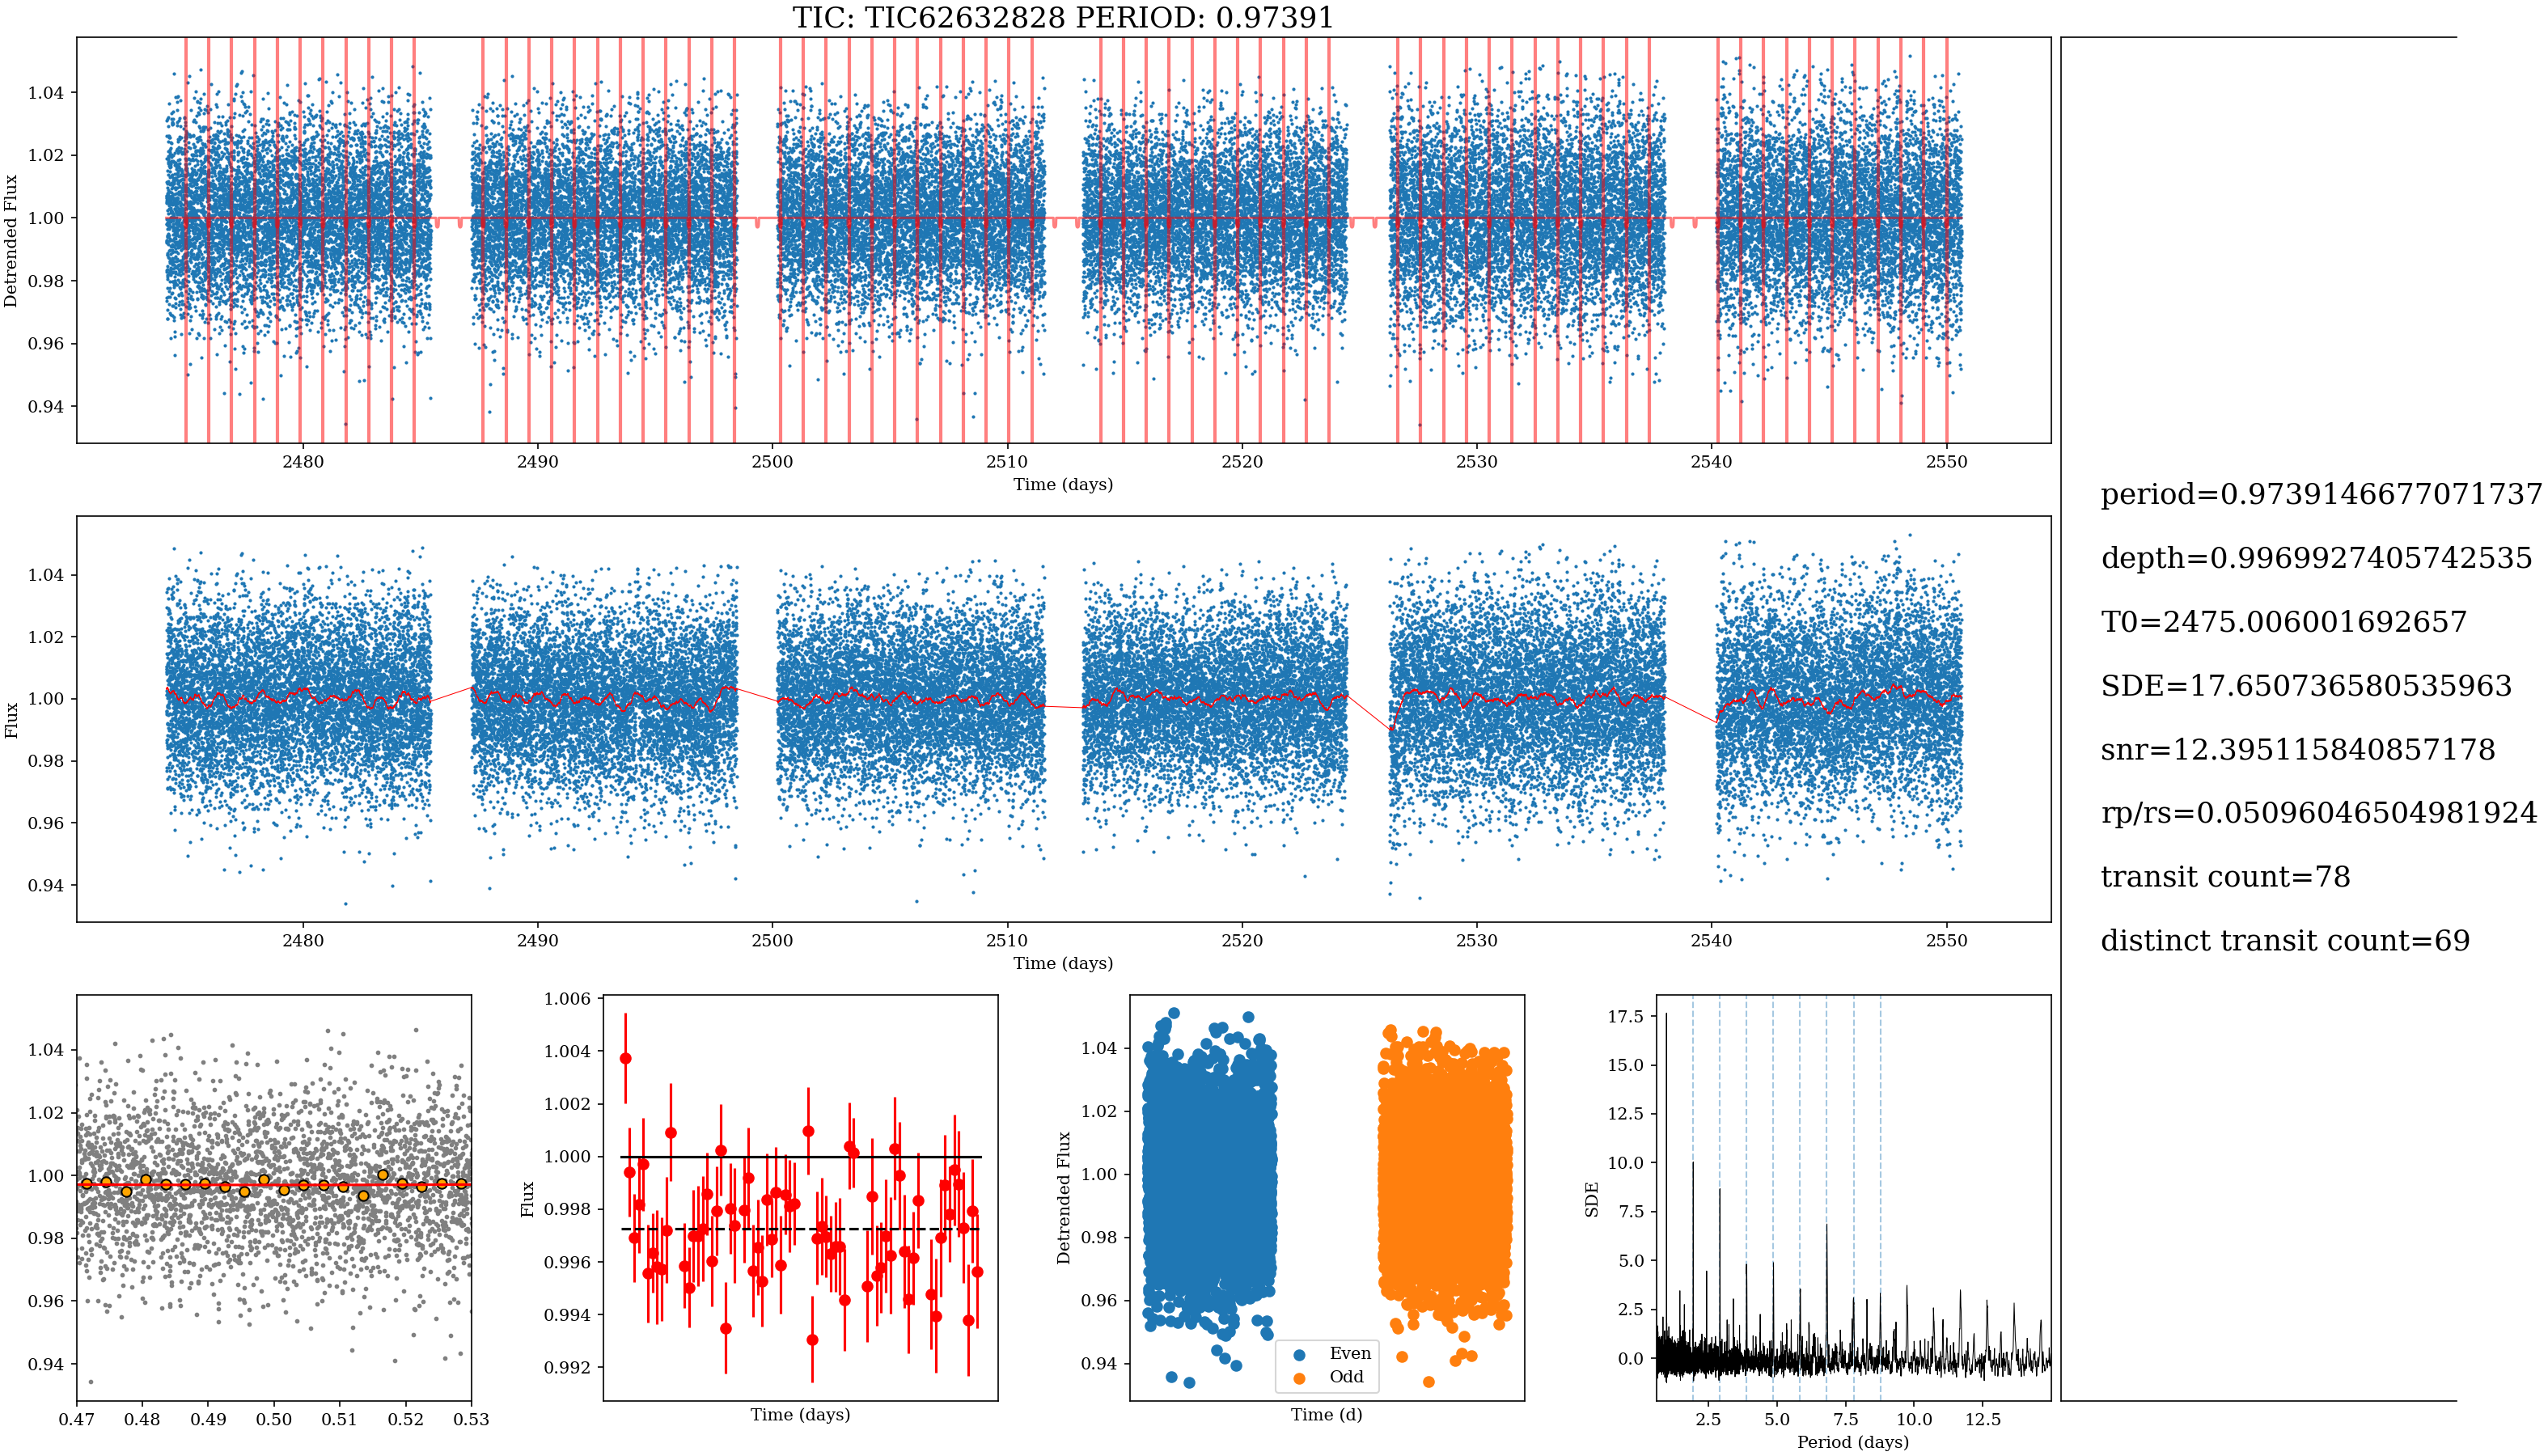 TIC: TIC62632828 PERIOD: 0.97391
Detrended Flux
1.04
1.02
1.00
0.98
0.96
0.94
2480 2490 2500 2510 2520 2530 2540 2550
Time (days)
Flux
1.04
1.02
1.00
0.98
0.96
0.94
2480 2490 2500 2510 2520 2530 2540 2550
Time (days)
period=0.9739146677071737
depth=0.9969927405742535
T0=2475.006001692657
SDE=17.650736580535963
snr=12.395115840857178
rp/rs=0.05096046504981924
transit count=78
distinct transit count=69
1.04
1.02
1.00
0.98
0.96
0.94
0.47 0.48 0.49 0.50 0.51 0.52 0.53
Flux
1.006
1.004
1.002
1.000
0.998
0.996
0.994
0.992
Time (days)
Detrended Flux
1.04
1.02
1.00
0.98
0.96
0.94
Even
Odd
Time (d)
SDE
17.5
15.0
12.5
10.0
7.5
5.0
2.5
0.0
2.5 5.0 7.5 10.0 12.5
Period (days)